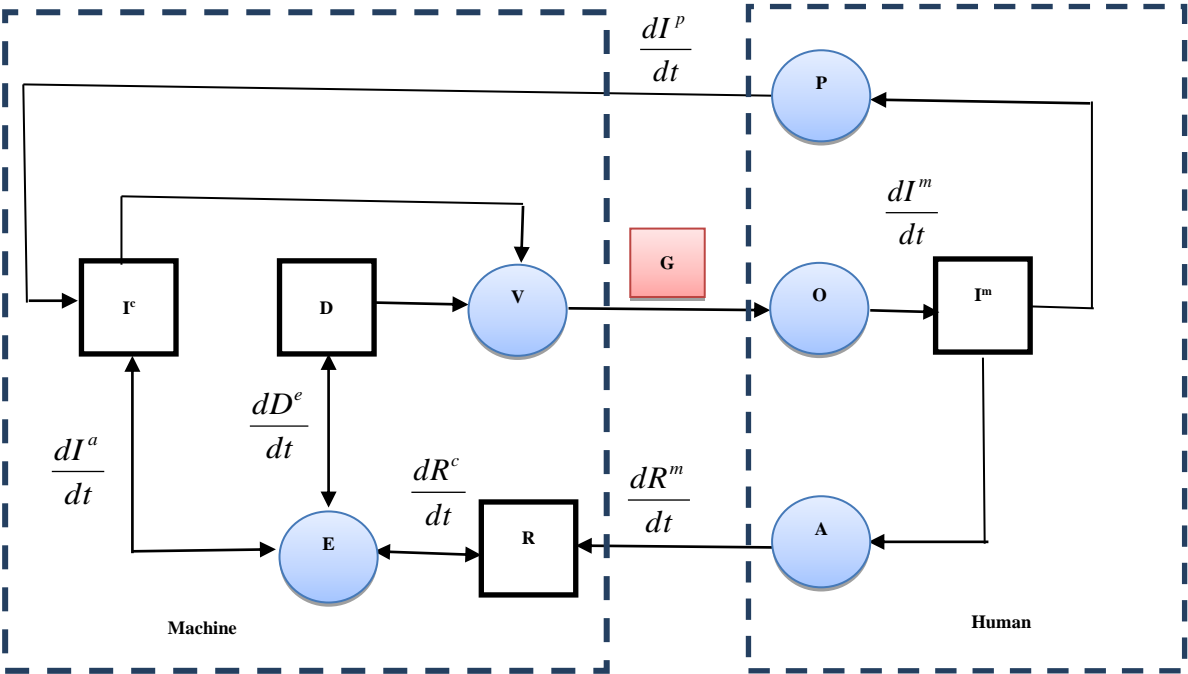 dI^p/dt
P
dI^m/dt
G
I^c
D
V
O
I^m
dD^e/dt
dI^a/dt
dR^c/dt
dR^m/dt
E
R
A
Machine
Human